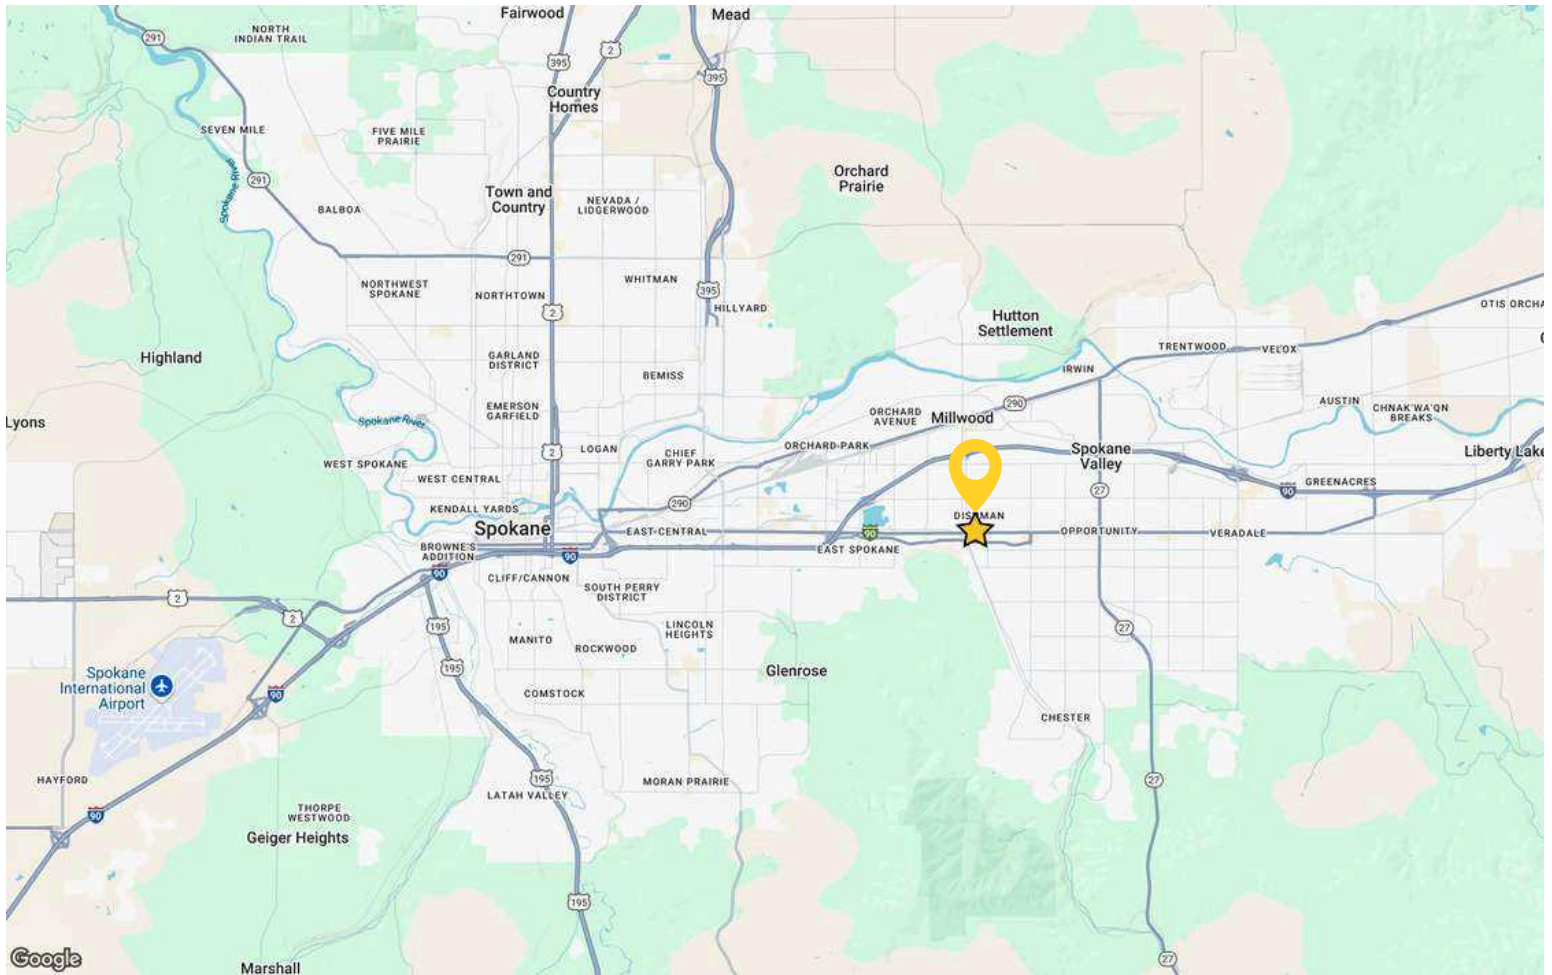 Fairwood
Mead
291
NORTH
INDIAN TRAIL
2
395
395
Country
Homes
SEVEN MILE
FIVE MILE
PRAIRIE
Orchard
Prairie
291
Spokane River
Town and
Country
NEVADA /
LIDGERWOOD
BALBOA
291
WHITMAN
NORTHWEST
SPOKANE
NORTHTOWN
395
HILLYARD
2
OTIS ORCHA
Hutton
Settlement
Highland
GARLAND
DISTRICT
TRENTWOOD
VELOX
BEMISS
IRWIN
EMERSON
GARFIELD
ORCHARD
AVENUE
Millwood
290
AUSTIN
CHNAK'WA'QN
BREAKS
Lyons
Spokane River
LOGAN
ORCHARD PARK
2
CHIEF
GARRY PARK
Spokane
Valley
Liberty Lake
WEST SPOKANE
WEST CENTRAL
27
90
GREENACRES
290
KENDALL YARDS
Spokane
EAST CENTRAL
90
OPPORTUNITY
VERADALE
BROWNE'S
ADDITION
90
EAST SPOKANE
90
CLIFF/CANNON
SOUTH PERRY
DISTRICT
2
2
195
MANITO
LINCOLN
HEIGHTS
27
ROCKWOOD
195
Spokane
International
Airport
Glenrose
90
COMSTOCK
CHESTER
HAYFORD
195
MORAN PRAIRIE
27
LATAH VALLEY
THORPE
WESTWOOD
90
Geiger Heights
195
Google
Marshall
27